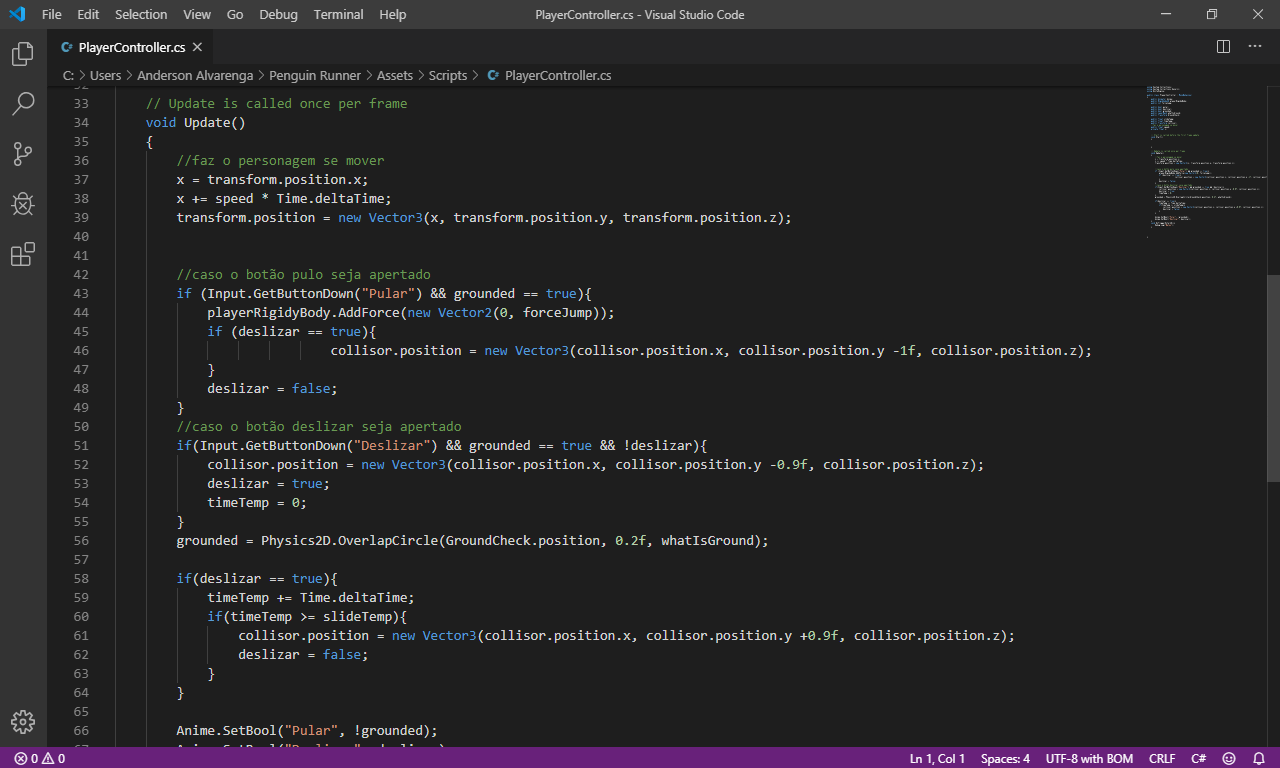 File Edit Selection View Go Debug Terminal Help PlayerController.cs - Visual Studio Code
C# PlayerController.cs
C: > Users > Anderson Alvarenga > Penguin Runner > Assets > Scripts > C# PlayerController.cs
33 // Update is called once per frame
34 void Update()
35 {
36 //faz o personagem se mover
37 x = transform.position.x;
38 x += speed * Time.deltaTime;
39 transform.position = new Vector3(x, transform.position.y, transform.position.z);
40
41
42 //caso o botão pulo seja apertado
43 if (Input.GetButtonDown("Pular") && grounded == true){
44 playerRigidyBody.AddForce(new Vector2(0, forceJump));
45 if (deslizar == true){
46 collisor.position = new Vector3(collisor.position.x, collisor.position.y -1f, collisor.position.z);
47 }
48 deslizar = false;
49 }
50 //caso o botão deslizar seja apertado
51 if(Input.GetButtonDown("Deslizar") && grounded == true && !deslizar){
52 collisor.position = new Vector3(collisor.position.x, collisor.position.y -0.9f, collisor.position.z);
53 deslizar = true;
54 timeTemp = 0;
55 }
56 grounded = Physics2D.OverlapCircle(GroundCheck.position, 0.2f, whatIsGround);
57
58 if(deslizar == true){
59 timeTemp += Time.deltaTime;
60 if(timeTemp >= slideTemp){
61 collisor.position = new Vector3(collisor.position.x, collisor.position.y +0.9f, collisor.position.z);
62 deslizar = false;
63 }
64 }
65
66 Anime.SetBool("Pular", !grounded);
0 0 Ln 1, Col 1 Spaces: 4 UTF-8 with BOM CRLF C#